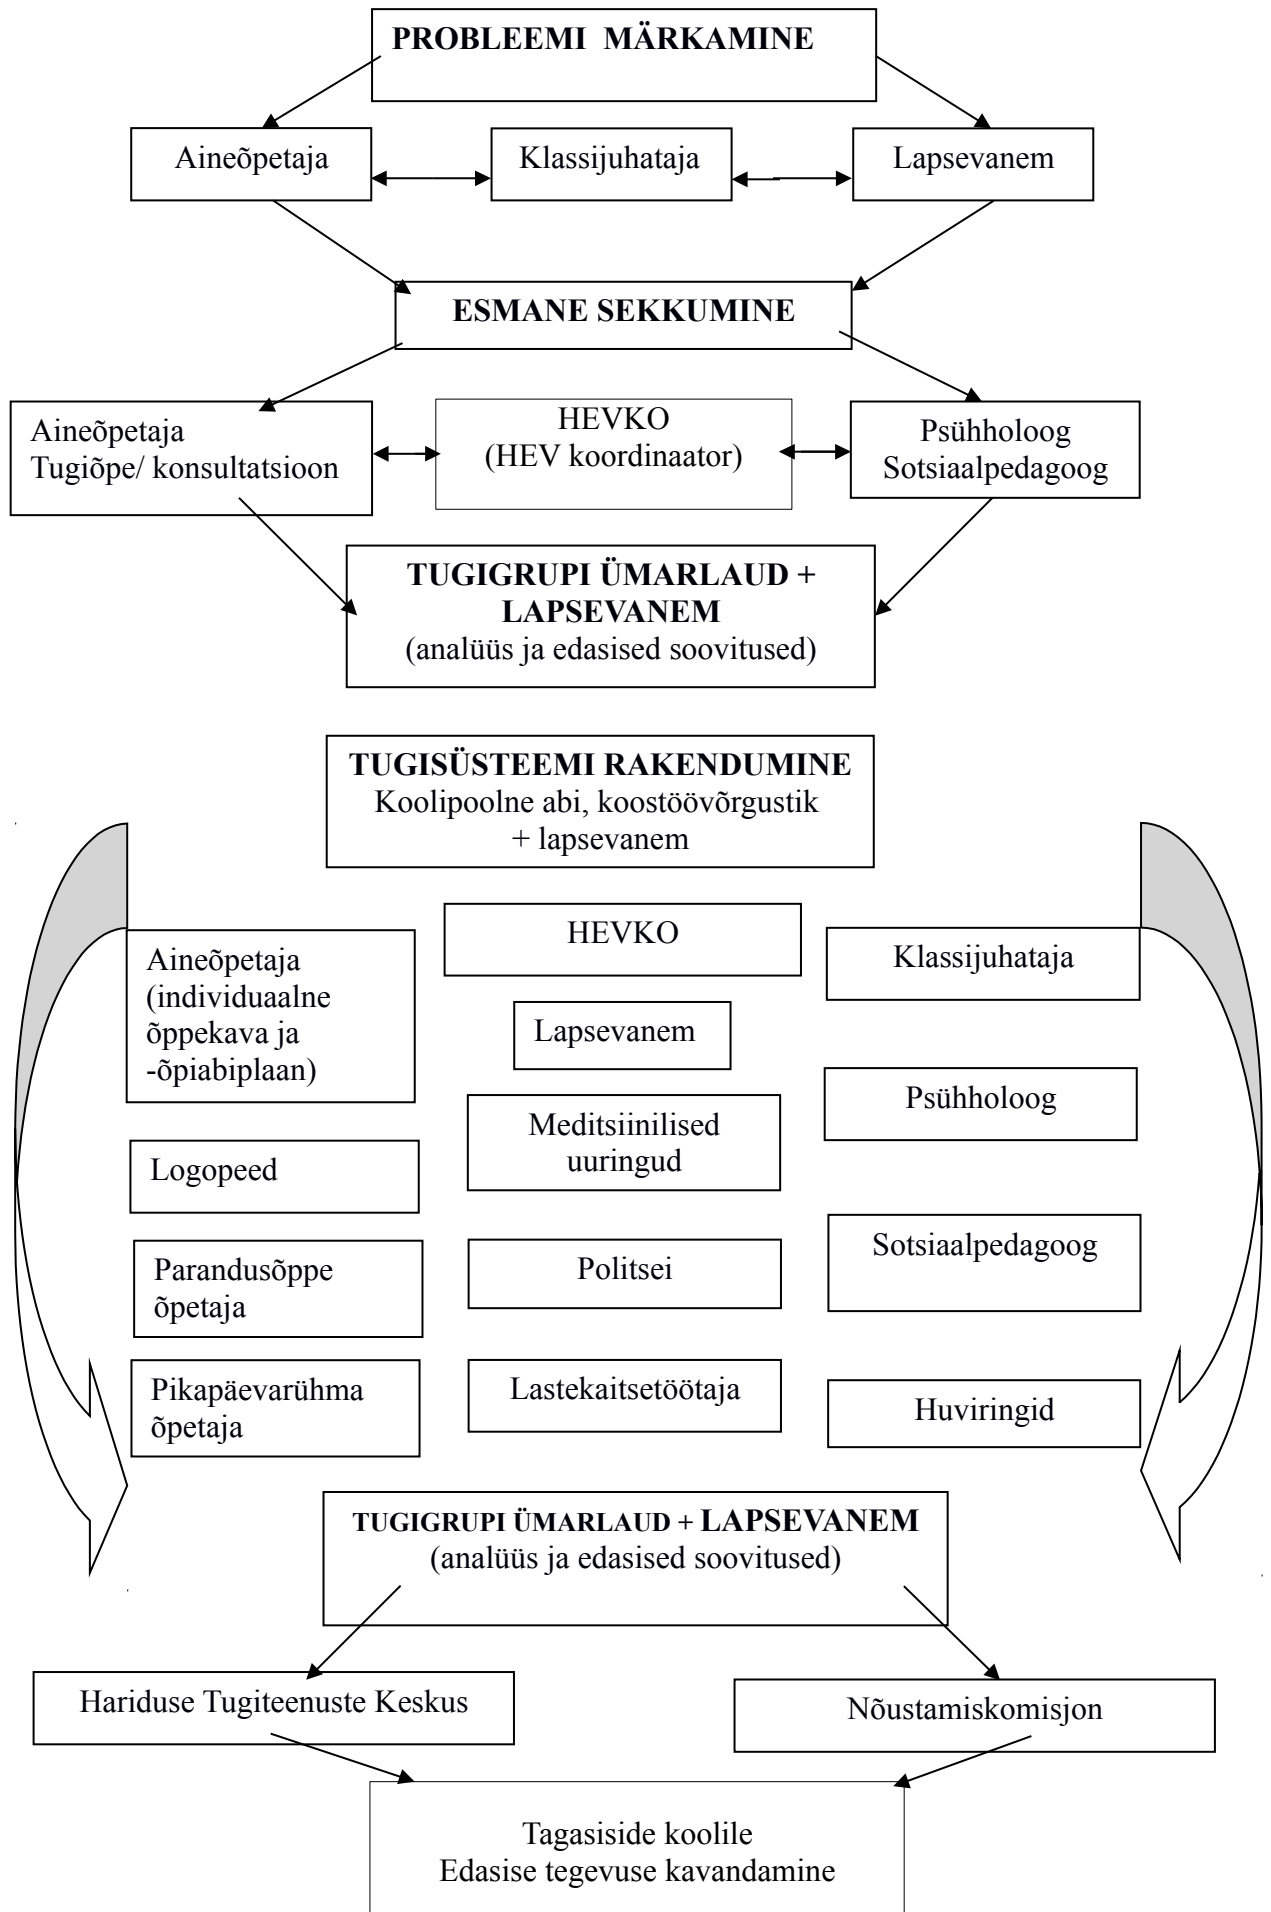 PROBLEEMI MÄRKAMINE
Aineõpetaja
Klassijuhataja
Lapsevanem
ESMANE SEKKUMINE
Aineõpetaja
Tugiõpe/ konsultatsioon
HEVKO
(HEV koordinaator)
Psühholoog
Sotsiaalpedagoog
TUGIGRUPI ÜMARLAUD +
LAPSEVANEM
(analüüs ja edasised soovitused)
TUGISÜSTEEMI RAKENDUMINE
Koolipoolne abi, koostöövõrgustik
+ lapsevanem
Aineõpetaja
(individuaalne
õppekava ja
-õpiabiplaan)
Logopeed
Parandusõppe
õpetaja
Pikapäevarühma
õpetaja
HEVKO
Lapsevanem
Meditsiinilised
uuringud
Politsei
Lastekaitsetöötaja
Klassijuhataja
Psühholoog
Sotsiaalpedagoog
Huviringid
TUGIGRUPI ÜMARLAUD + LAPSEVANEM
(analüüs ja edasised soovitused)
Hariduse Tugiteenuste Keskus
Nõustamiskomisjon
Tagasiside koolile
Edasise tegevuse kavandamine